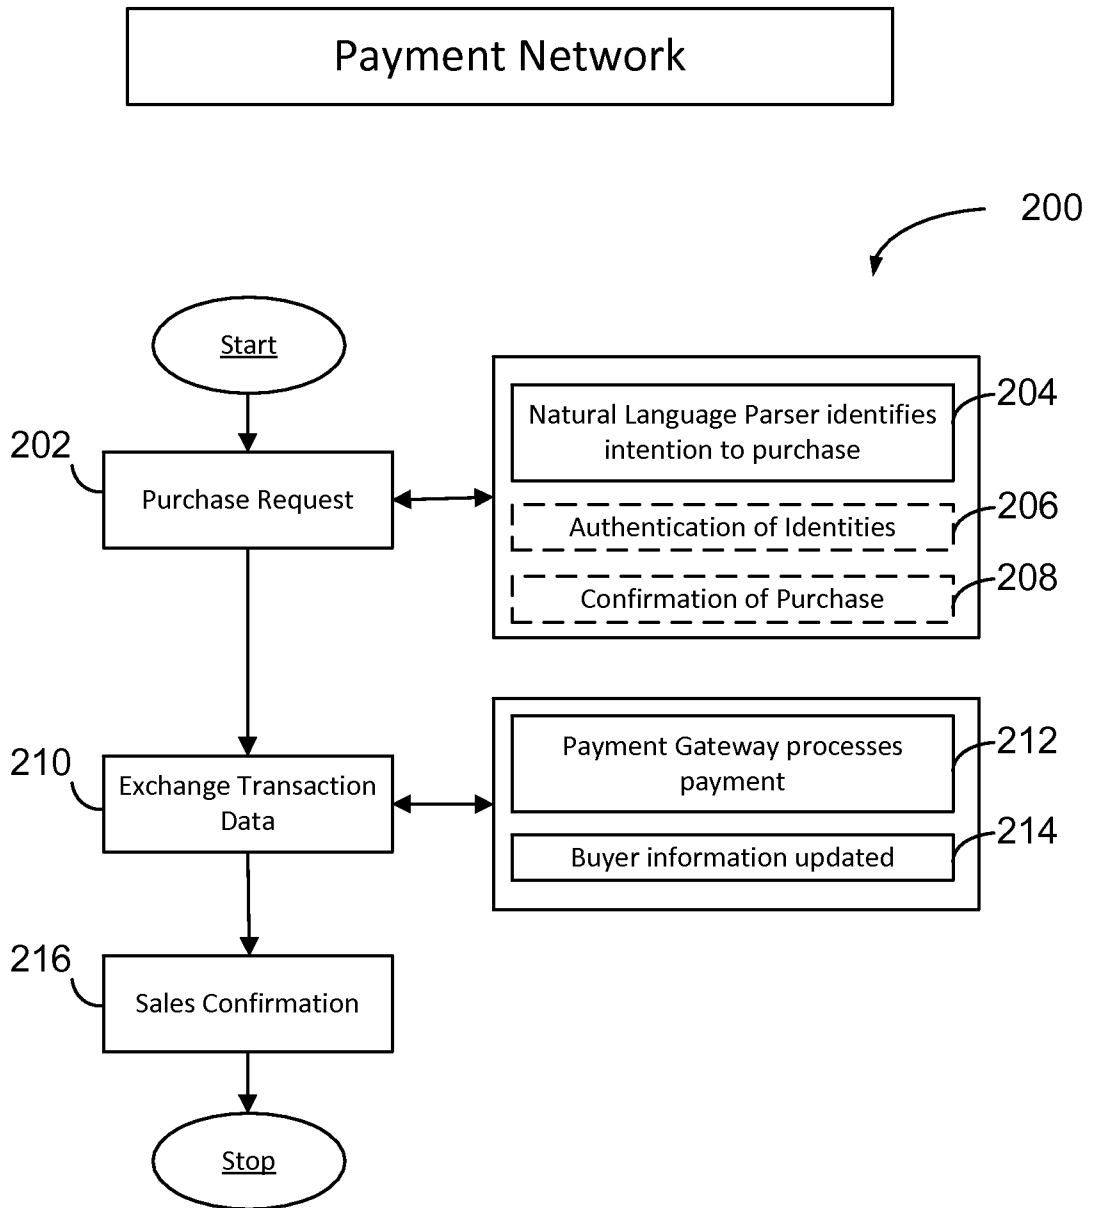 Payment Network
200
Start
202
Purchase Request
Natural Language Parser identifies
intention to purchase
204
Authentication of Identities
206
Confirmation of Purchase
208
210
Exchange Transaction
Data
Payment Gateway processes
payment
212
Buyer information updated
214
216
Sales Confirmation
Stop